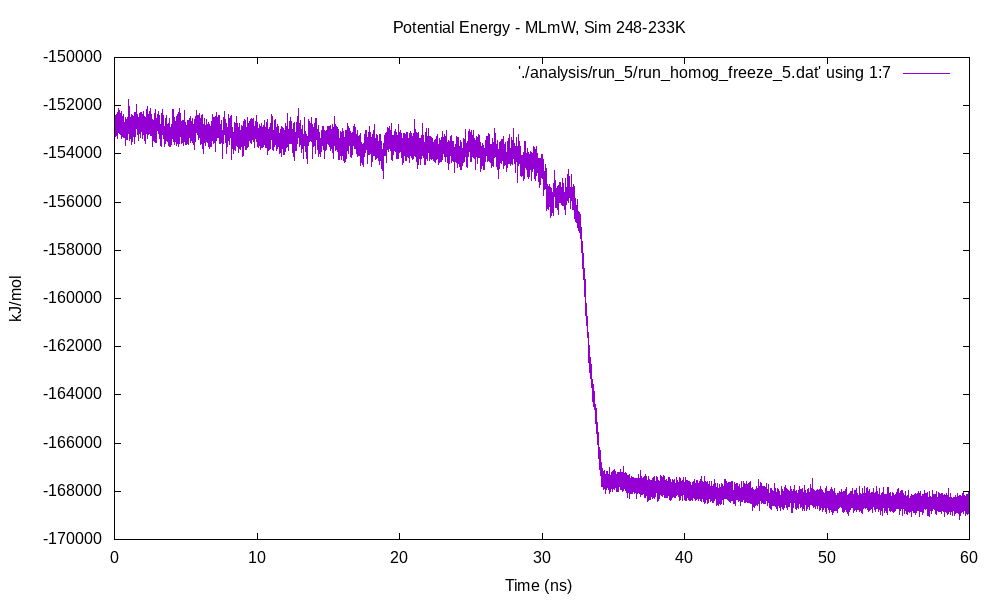 Potential Energy - MLmW, Sim 248-233K
'./analysis/run_5/run_homog_freeze_5.dat' using 1:7
-150000
-152000
-154000
-156000
-158000
-160000
-162000
-164000
-166000
-168000
-170000
kJ/mol
0 10 20 30 40 50 60
Time (ns)